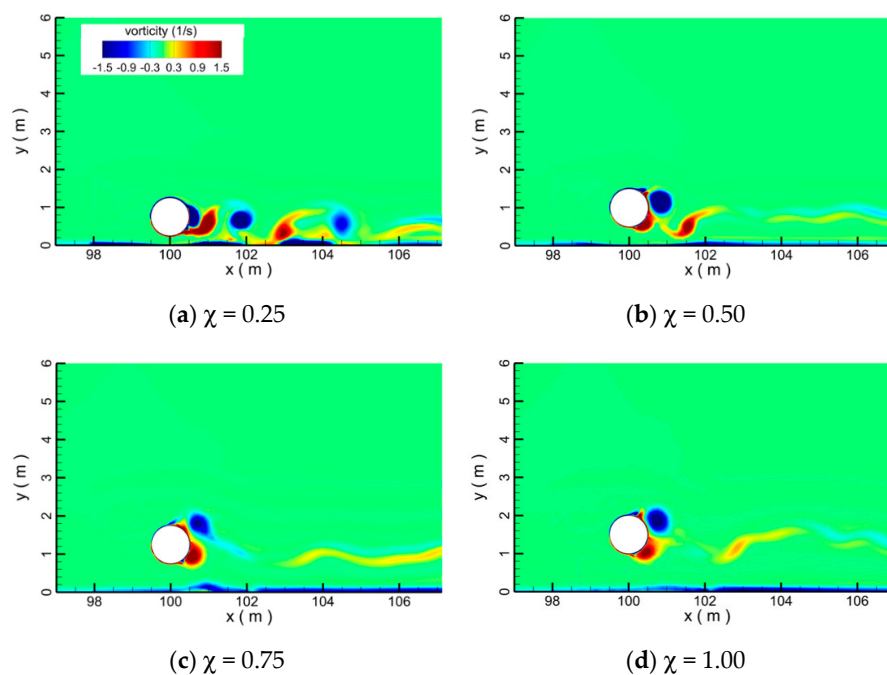 vorticity (1/s)
-1.5 -0.9 -0.3 0.3 0.9 1.5
y ( m )
6
5
4
3
2
1
0
98 100 102 104 106
x ( m )
(a) χ = 0.25
y ( m )
6
5
4
3
2
1
0
98 100 102 104 106
x ( m )
(b) χ = 0.50
y ( m )
6
5
4
3
2
1
0
98 100 102 104 106
x ( m )
(c) χ = 0.75
y ( m )
6
5
4
3
2
1
0
98 100 102 104 106
x ( m )
(d) χ = 1.00